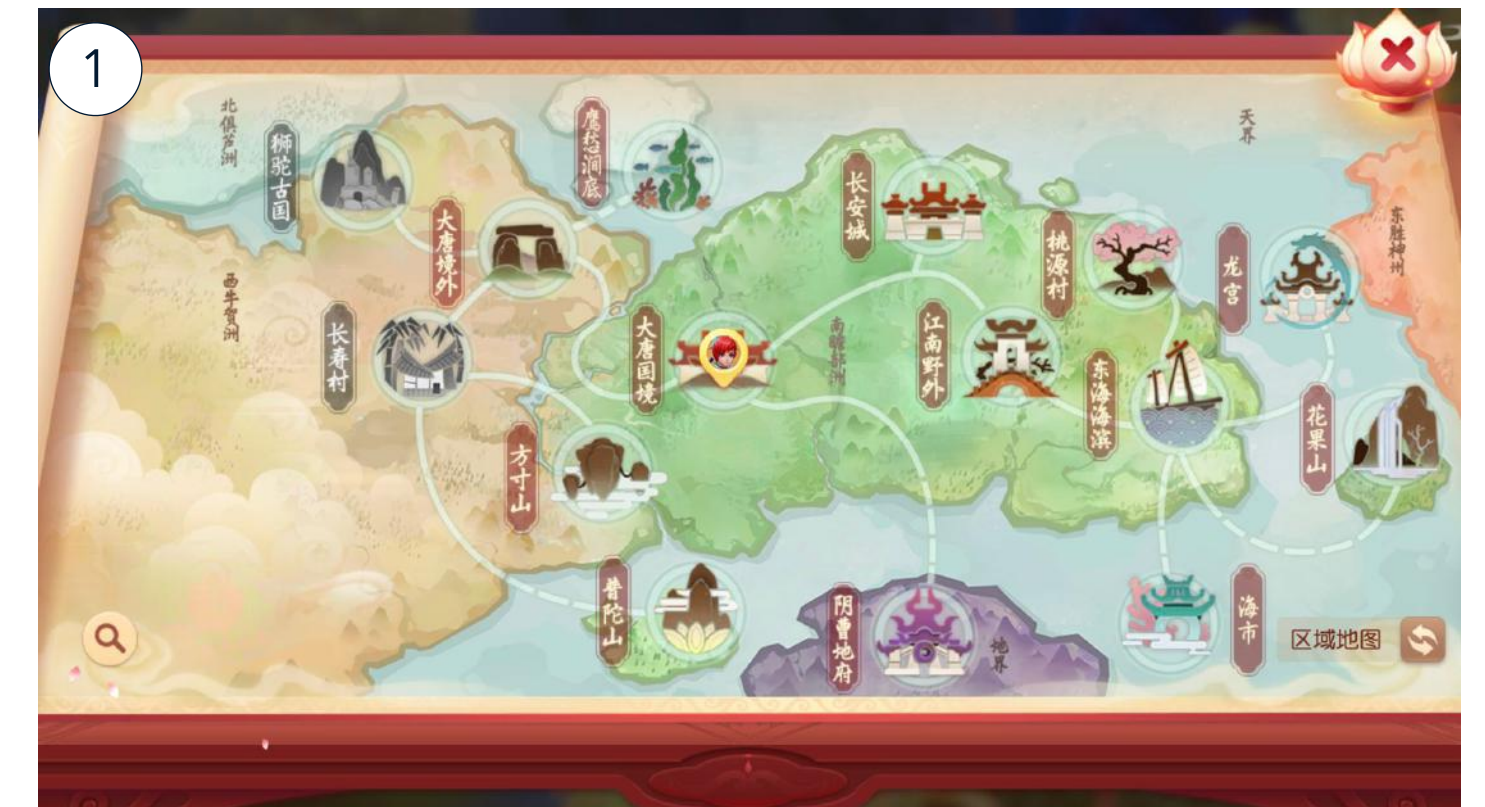 1
北俱芦洲
狮驼古国
鹰愁涧底
天界
长安城
大唐境外
桃源村
龙宫
东胜神州
西牛贺洲
长寿村
大唐国境
南赡部洲
江南野外
东海海滨
花果山
方寸山
普陀山
阴曹地府
地界
海市
区域地图